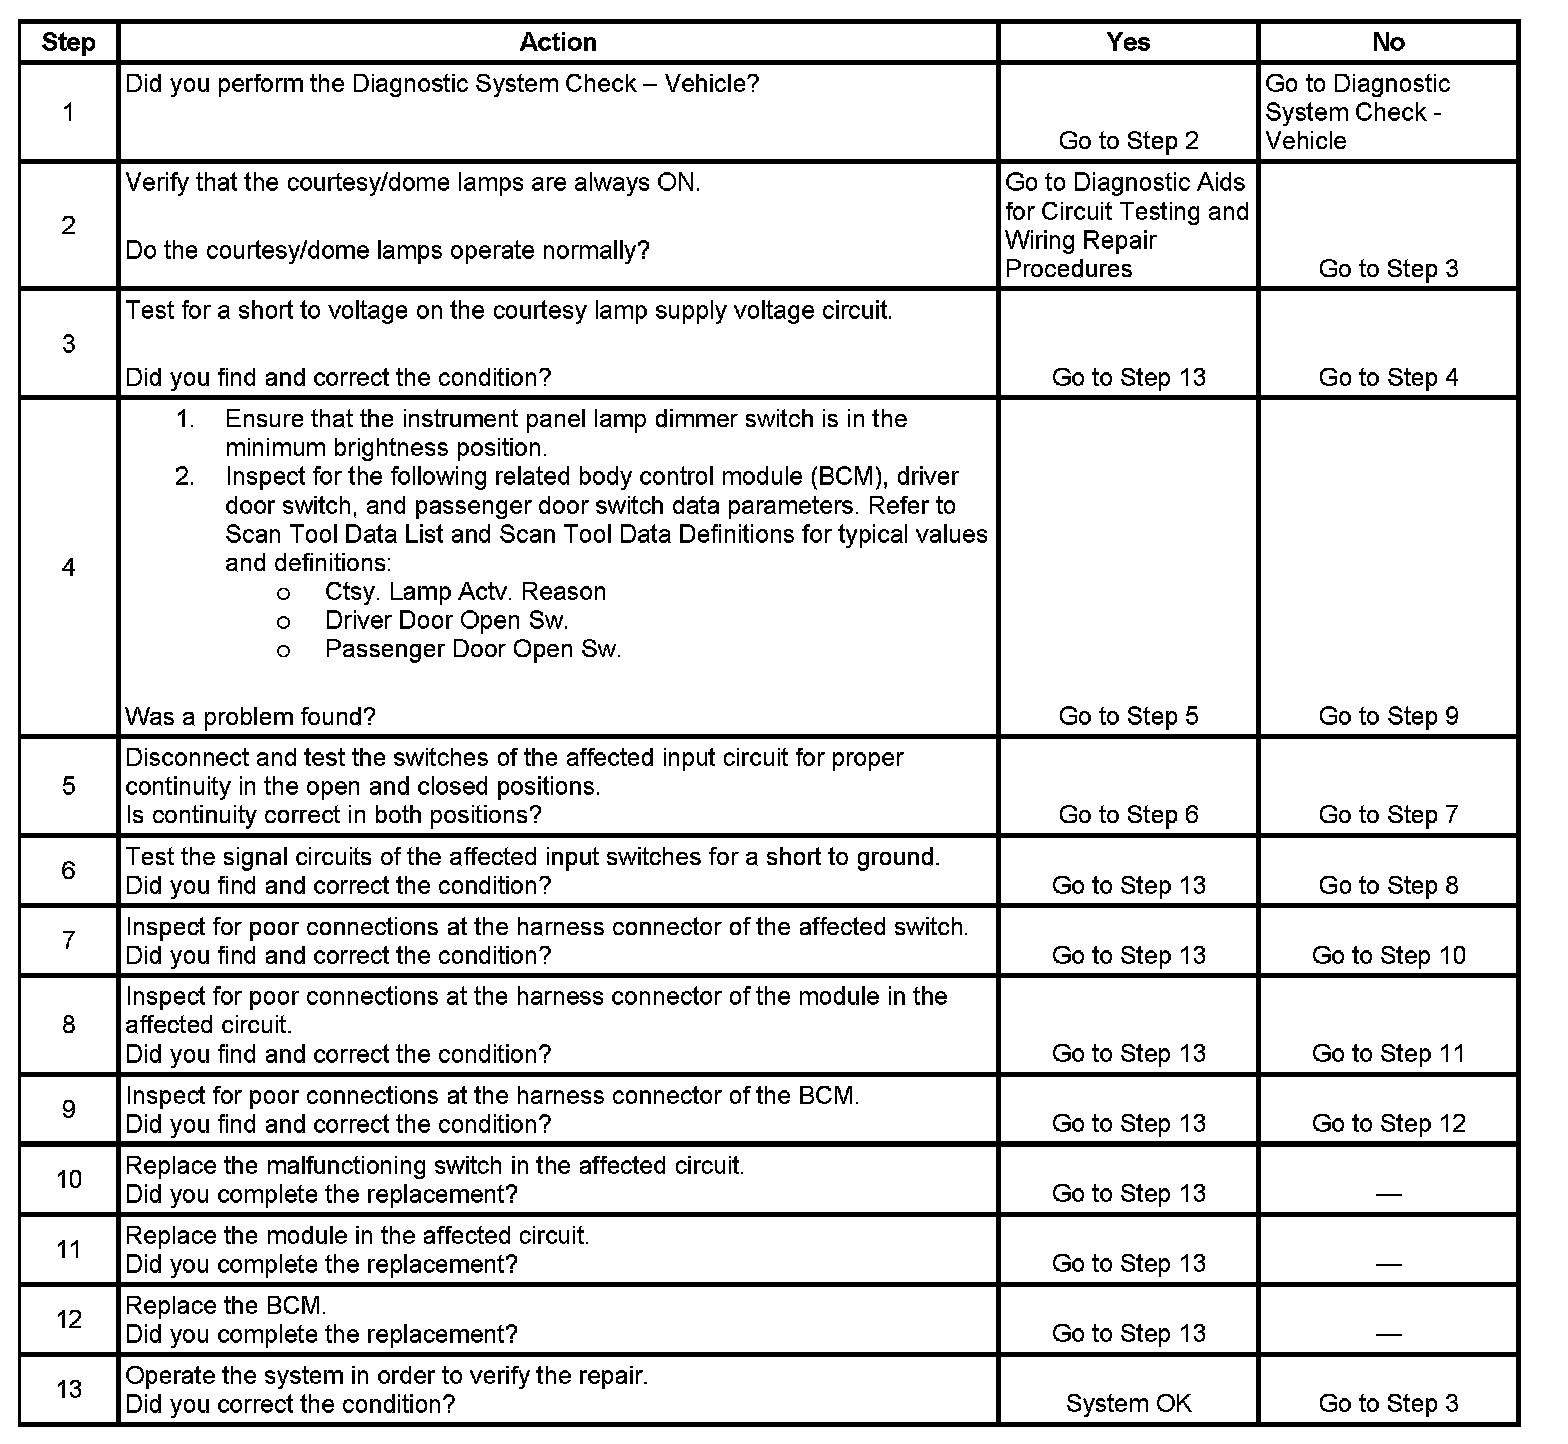 Step Action Yes No
1
Did you perform the Diagnostic System Check – Vehicle?
Go to Step 2
Go to Diagnostic
System Check -
Vehicle
2
Verify that the courtesy/dome lamps are always ON.
Do the courtesy/dome lamps operate normally?
Go to Diagnostic Aids
for Circuit Testing and
Wiring Repair
Procedures
Go to Step 3
3
Test for a short to voltage on the courtesy lamp supply voltage circuit.
Did you find and correct the condition?
Go to Step 13
Go to Step 4
4
1. Ensure that the instrument panel lamp dimmer switch is in the
minimum brightness position.
2. Inspect for the following related body control module (BCM), driver
door switch, and passenger door switch data parameters. Refer to
Scan Tool Data List and Scan Tool Data Definitions for typical values
and definitions:
o Ctsy. Lamp Actv. Reason
o Driver Door Open Sw.
o Passenger Door Open Sw.
Was a problem found?
Go to Step 5
Go to Step 9
5
Disconnect and test the switches of the affected input circuit for proper
continuity in the open and closed positions.
Is continuity correct in both positions?
Go to Step 6
Go to Step 7
6
Test the signal circuits of the affected input switches for a short to ground.
Did you find and correct the condition?
Go to Step 13
Go to Step 8
7
Inspect for poor connections at the harness connector of the affected switch.
Did you find and correct the condition?
Go to Step 13
Go to Step 10
8
Inspect for poor connections at the harness connector of the module in the
affected circuit.
Did you find and correct the condition?
Go to Step 13
Go to Step 11
9
Inspect for poor connections at the harness connector of the BCM.
Did you find and correct the condition?
Go to Step 13
Go to Step 12
10
Replace the malfunctioning switch in the affected circuit.
Did you complete the replacement?
Go to Step 13
—
11
Replace the module in the affected circuit.
Did you complete the replacement?
Go to Step 13
—
12
Replace the BCM.
Did you complete the replacement?
Go to Step 13
—
13
Operate the system in order to verify the repair.
Did you correct the condition?
System OK
Go to Step 3